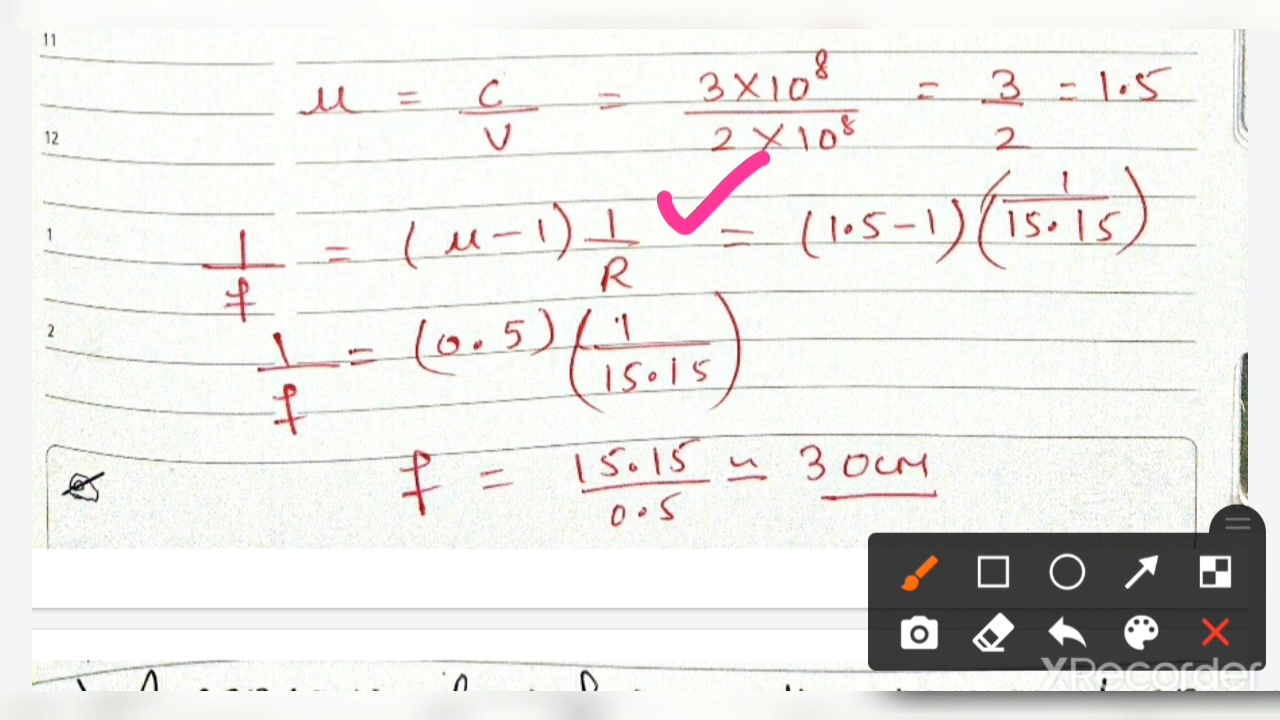 11
μ = c/v = 3×10⁸/2×10⁸ = 3/2 = 1.5
12
1
1/f = (μ-1) 1/R = (1.5-1)(1/15.15)
2
1/f = (0.5)(1/15.15)
f = 15.15/0.5 ≃ 30cm
XRecorder